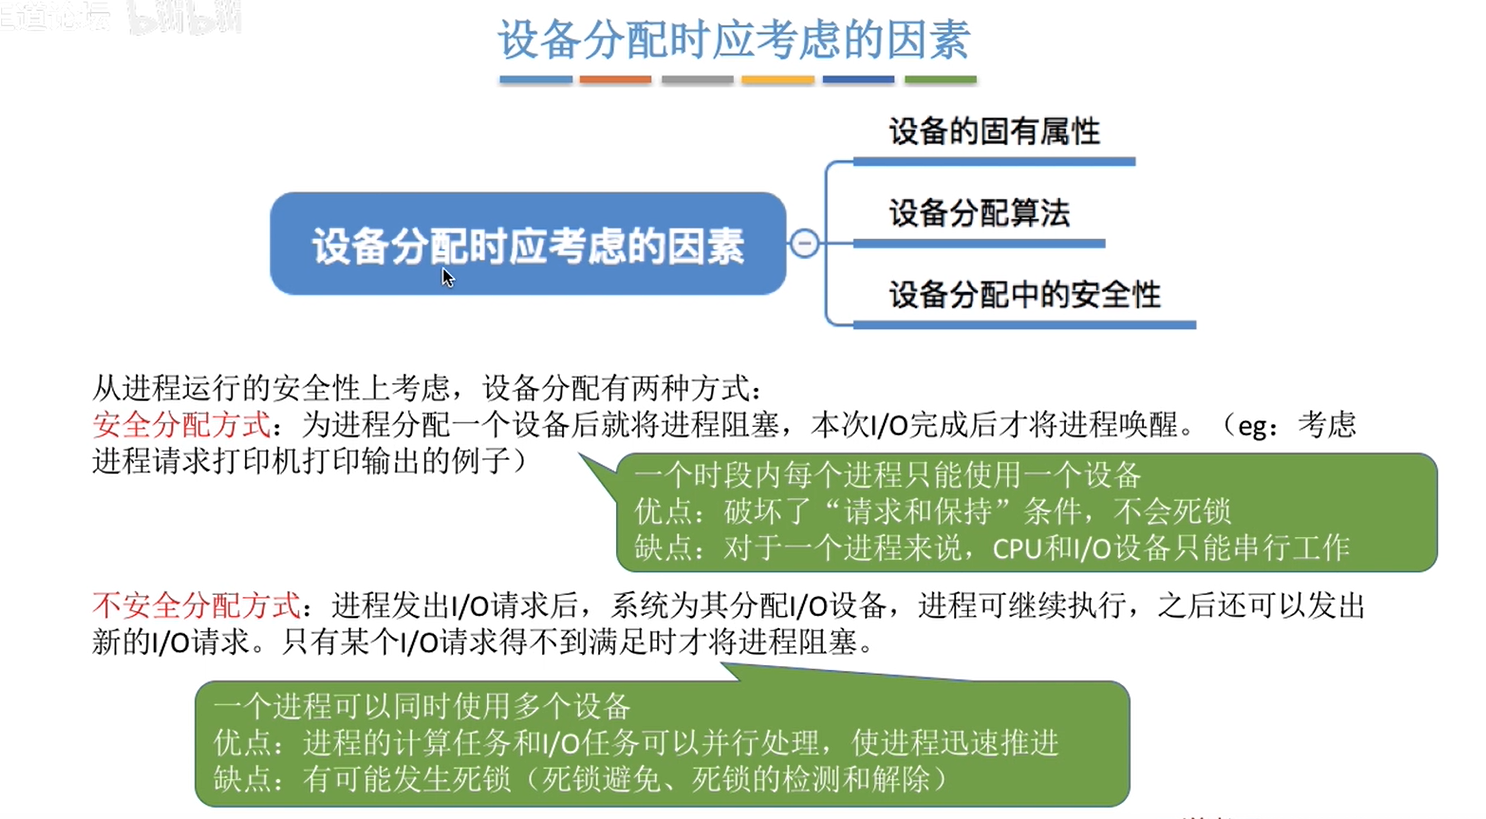 道论坛 bilibili
设备分配时应考虑的因素
设备的固有属性
设备分配算法
设备分配时应考虑的因素
设备分配中的安全性
从进程运行的安全性上考虑，设备分配有两种方式：
安全分配方式：为进程分配一个设备后就将进程阻塞，本次I/O完成后才将进程唤醒。（eg：考虑
进程请求打印机打印输出的例子）
一个时段内每个进程只能使用一个设备
优点：破坏了“请求和保持”条件，不会死锁
缺点：对于一个进程来说，CPU和I/O设备只能串行工作
不安全分配方式：进程发出I/O请求后，系统为其分配I/O设备，进程可继续执行，之后还可以发出
新的I/O请求。只有某个I/O请求得不到满足时才将进程阻塞。
一个进程可以同时使用多个设备
优点：进程的计算任务和I/O任务可以并行处理，使进程迅速推进
缺点：有可能发生死锁（死锁避免、死锁的检测和解除）